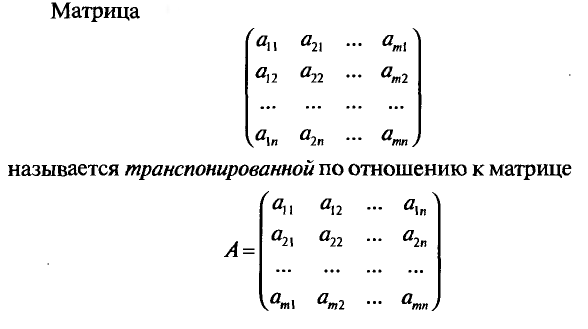 Матрица
a11 a21 ... am1
a12 a22 ... am2
... ... ... ...
a1n a2n ... amn
называется транспонированной по отношению к матрице
a11 a12 ... a1n
a21 a22 ... a2n
A=
... ... ... ...
am1 am2 ... amn